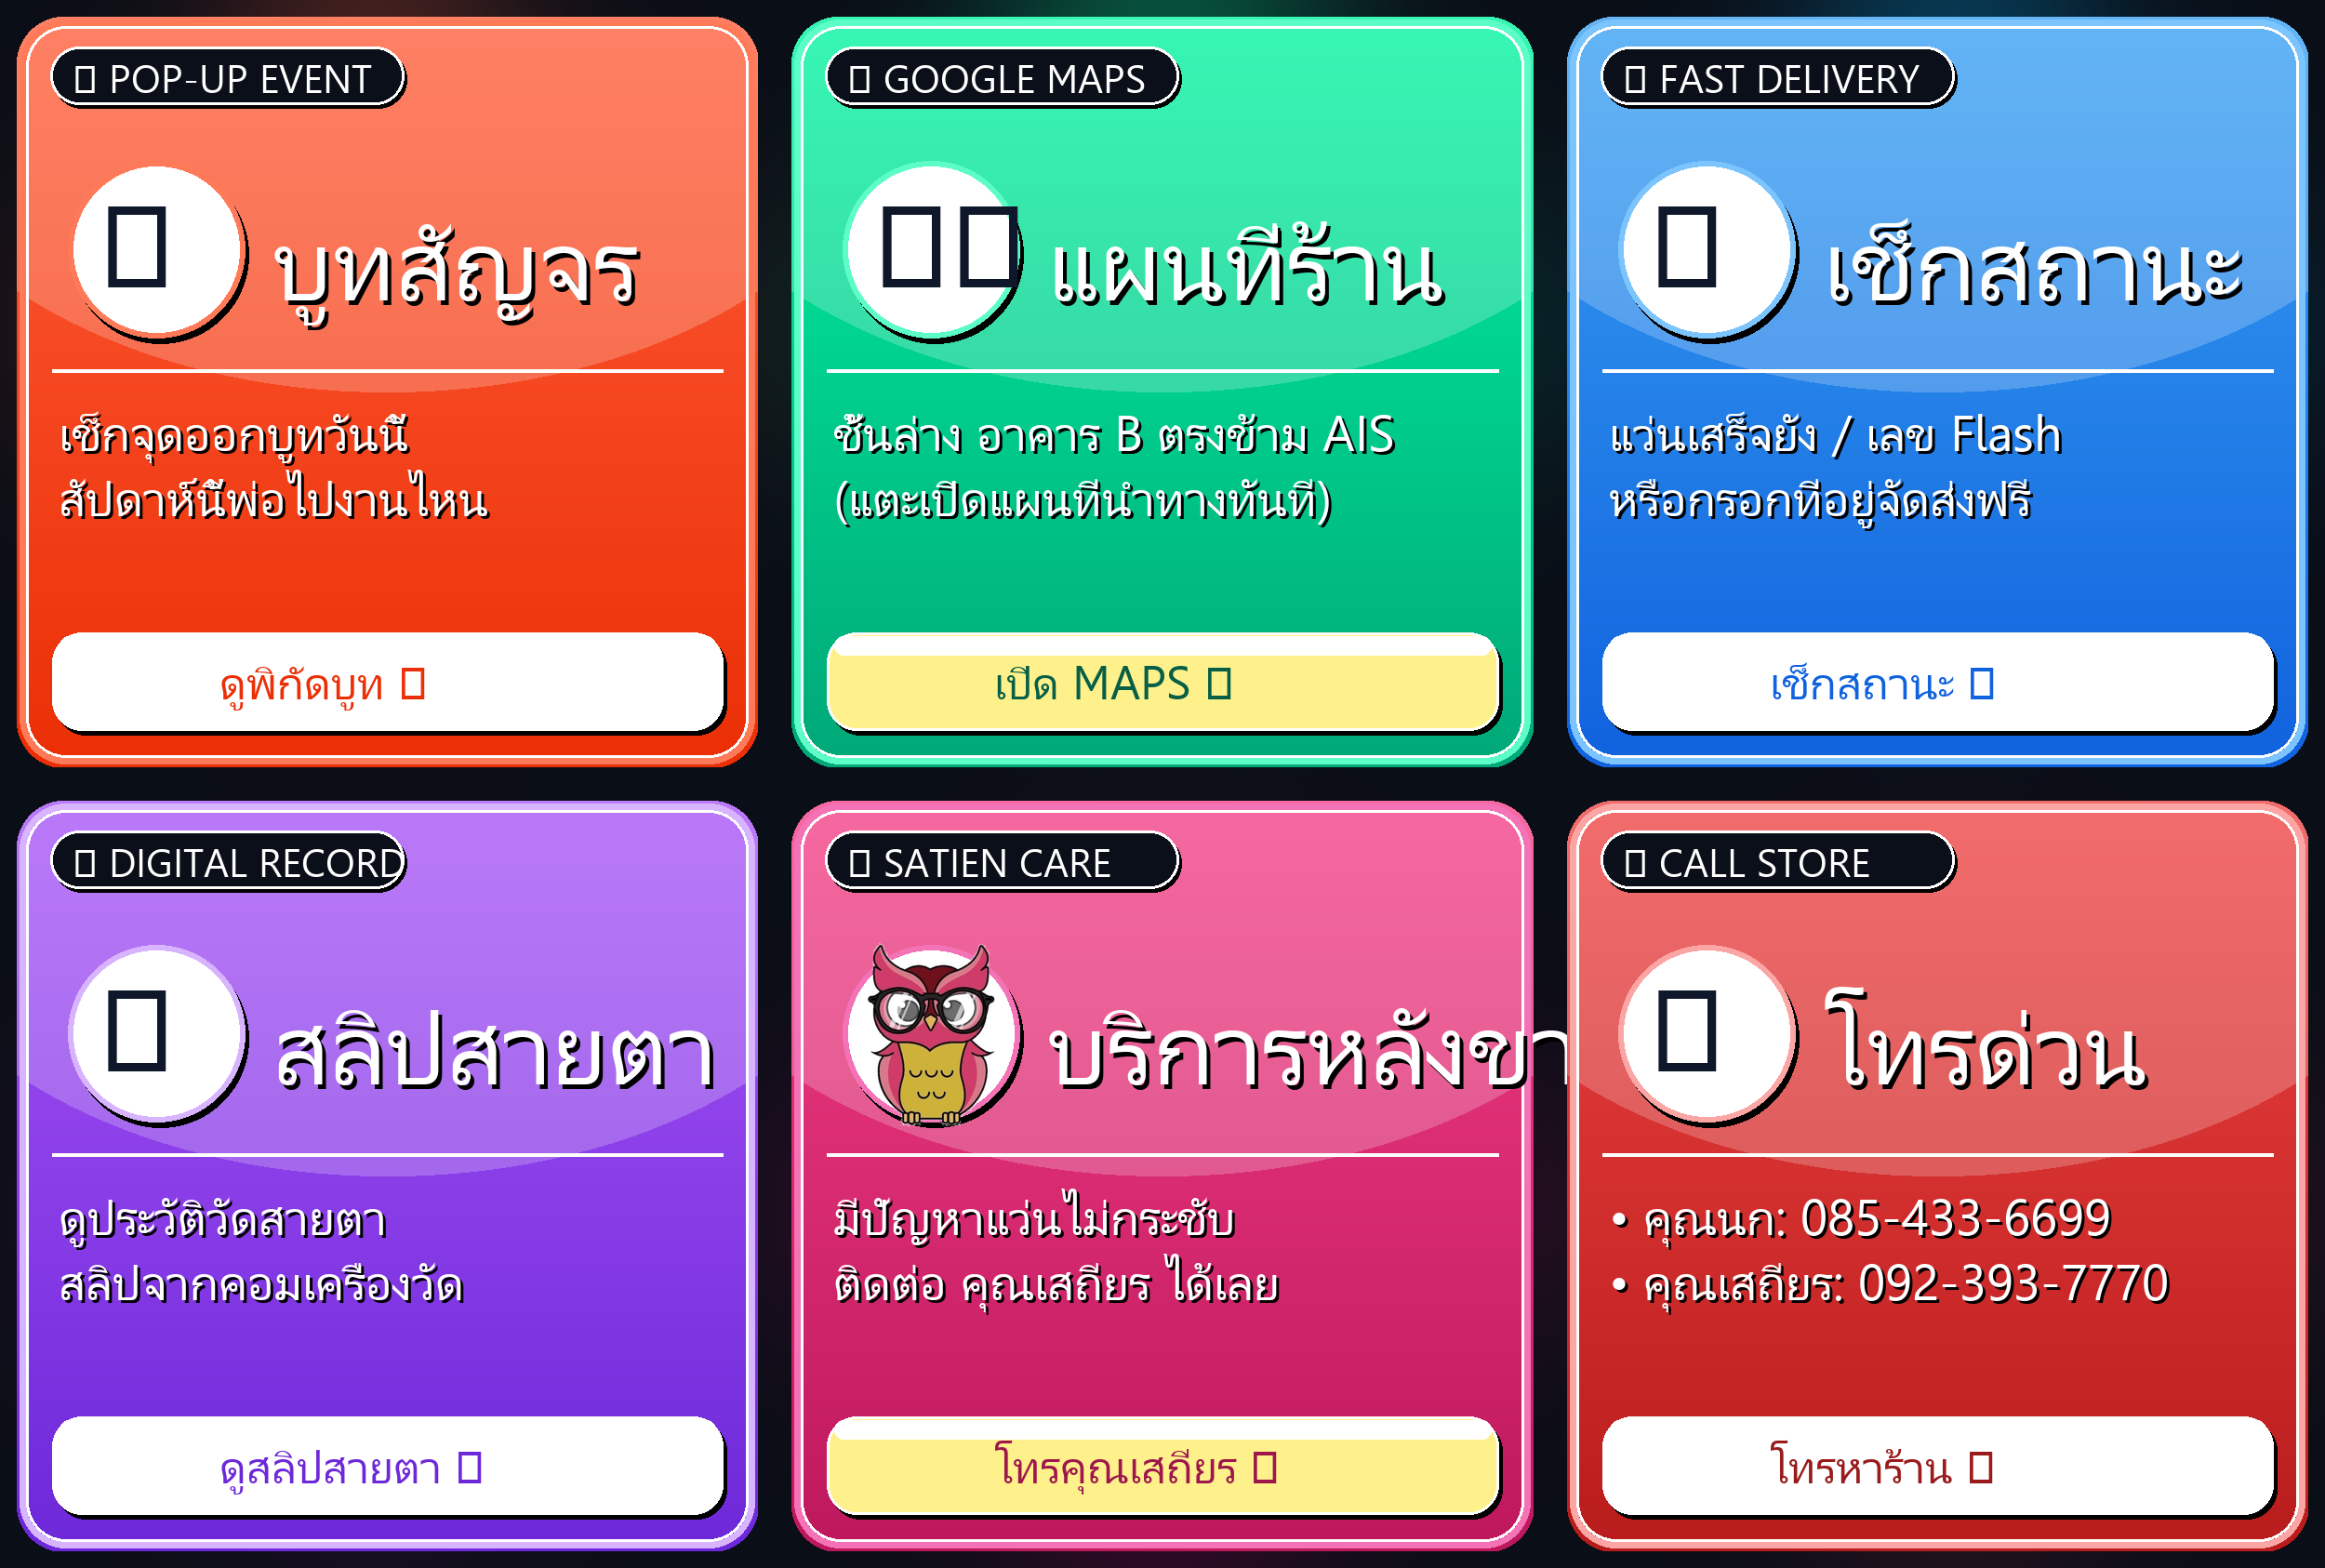 POP-UP EVENT
บูทสัญจร
เช็กจุดออกบูทวันนี้
สัปดาห์นี้พ่อไปงานไหน
ดูพิกัดบูท
GOOGLE MAPS
แผนที่ร้าน
ชั้นล่าง อาคาร B ตรงข้าม AIS
(แตะเปิดแผนที่นำทางทันที)
เปิด MAPS
FAST DELIVERY
เช็กสถานะ
แว่นเสร็จยัง / เลข Flash
หรือกรอกที่อยู่จัดส่งฟรี
เช็กสถานะ
DIGITAL RECORD
สลิปสายตา
ดูประวัติวัดสายตา
สลิปจากคอมเครื่องวัด
ดูสลิปสายตา
SATIEN CARE
บริการหลังขา
มีปัญหาแว่นไม่กระชับ
ติดต่อ คุณเสถียร ได้เลย
โทรคุณเสถียร
CALL STORE
โทรด่วน
• คุณนก: 085-433-6699
• คุณเสถียร: 092-393-7770
โทรหาร้าน